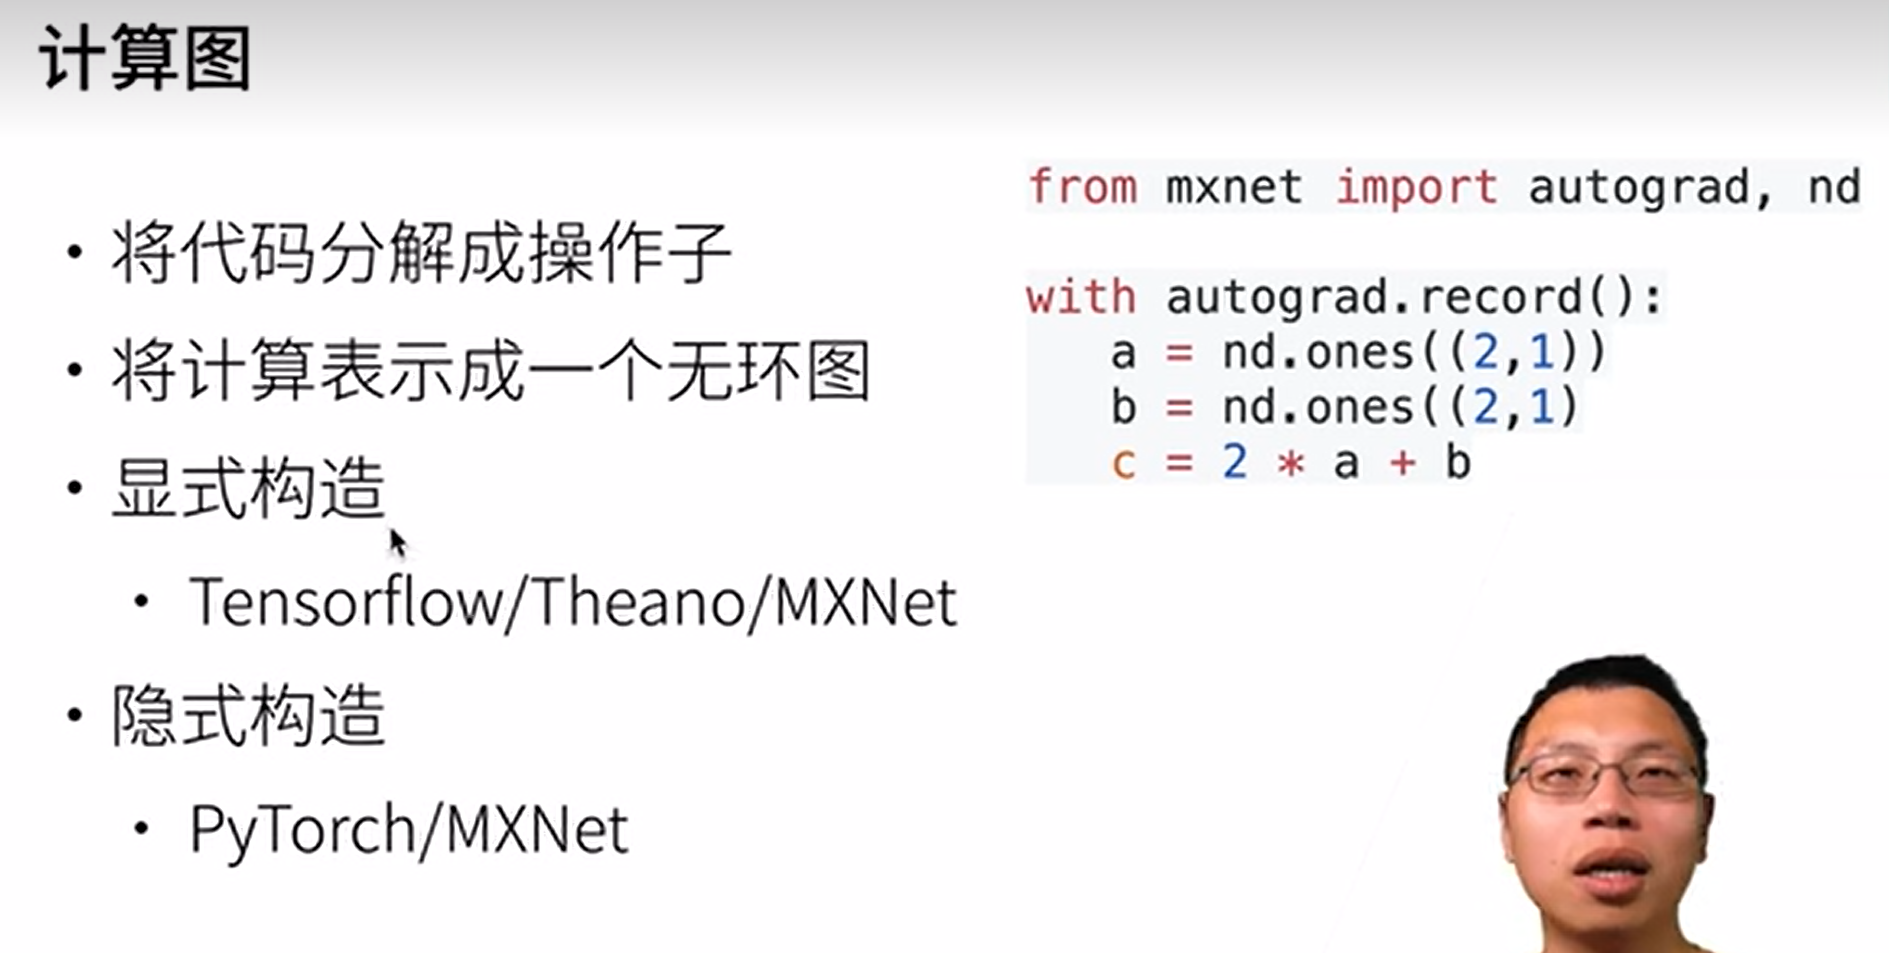 计算图
• 将代码分解成操作子
• 将计算表示成一个无环图
• 显式构造
• Tensorflow/Theano/MXNet
• 隐式构造
• PyTorch/MXNet
from mxnet import autograd, nd
with autograd.record():
a = nd.ones((2,1))
b = nd.ones((2,1)
c = 2 * a + b